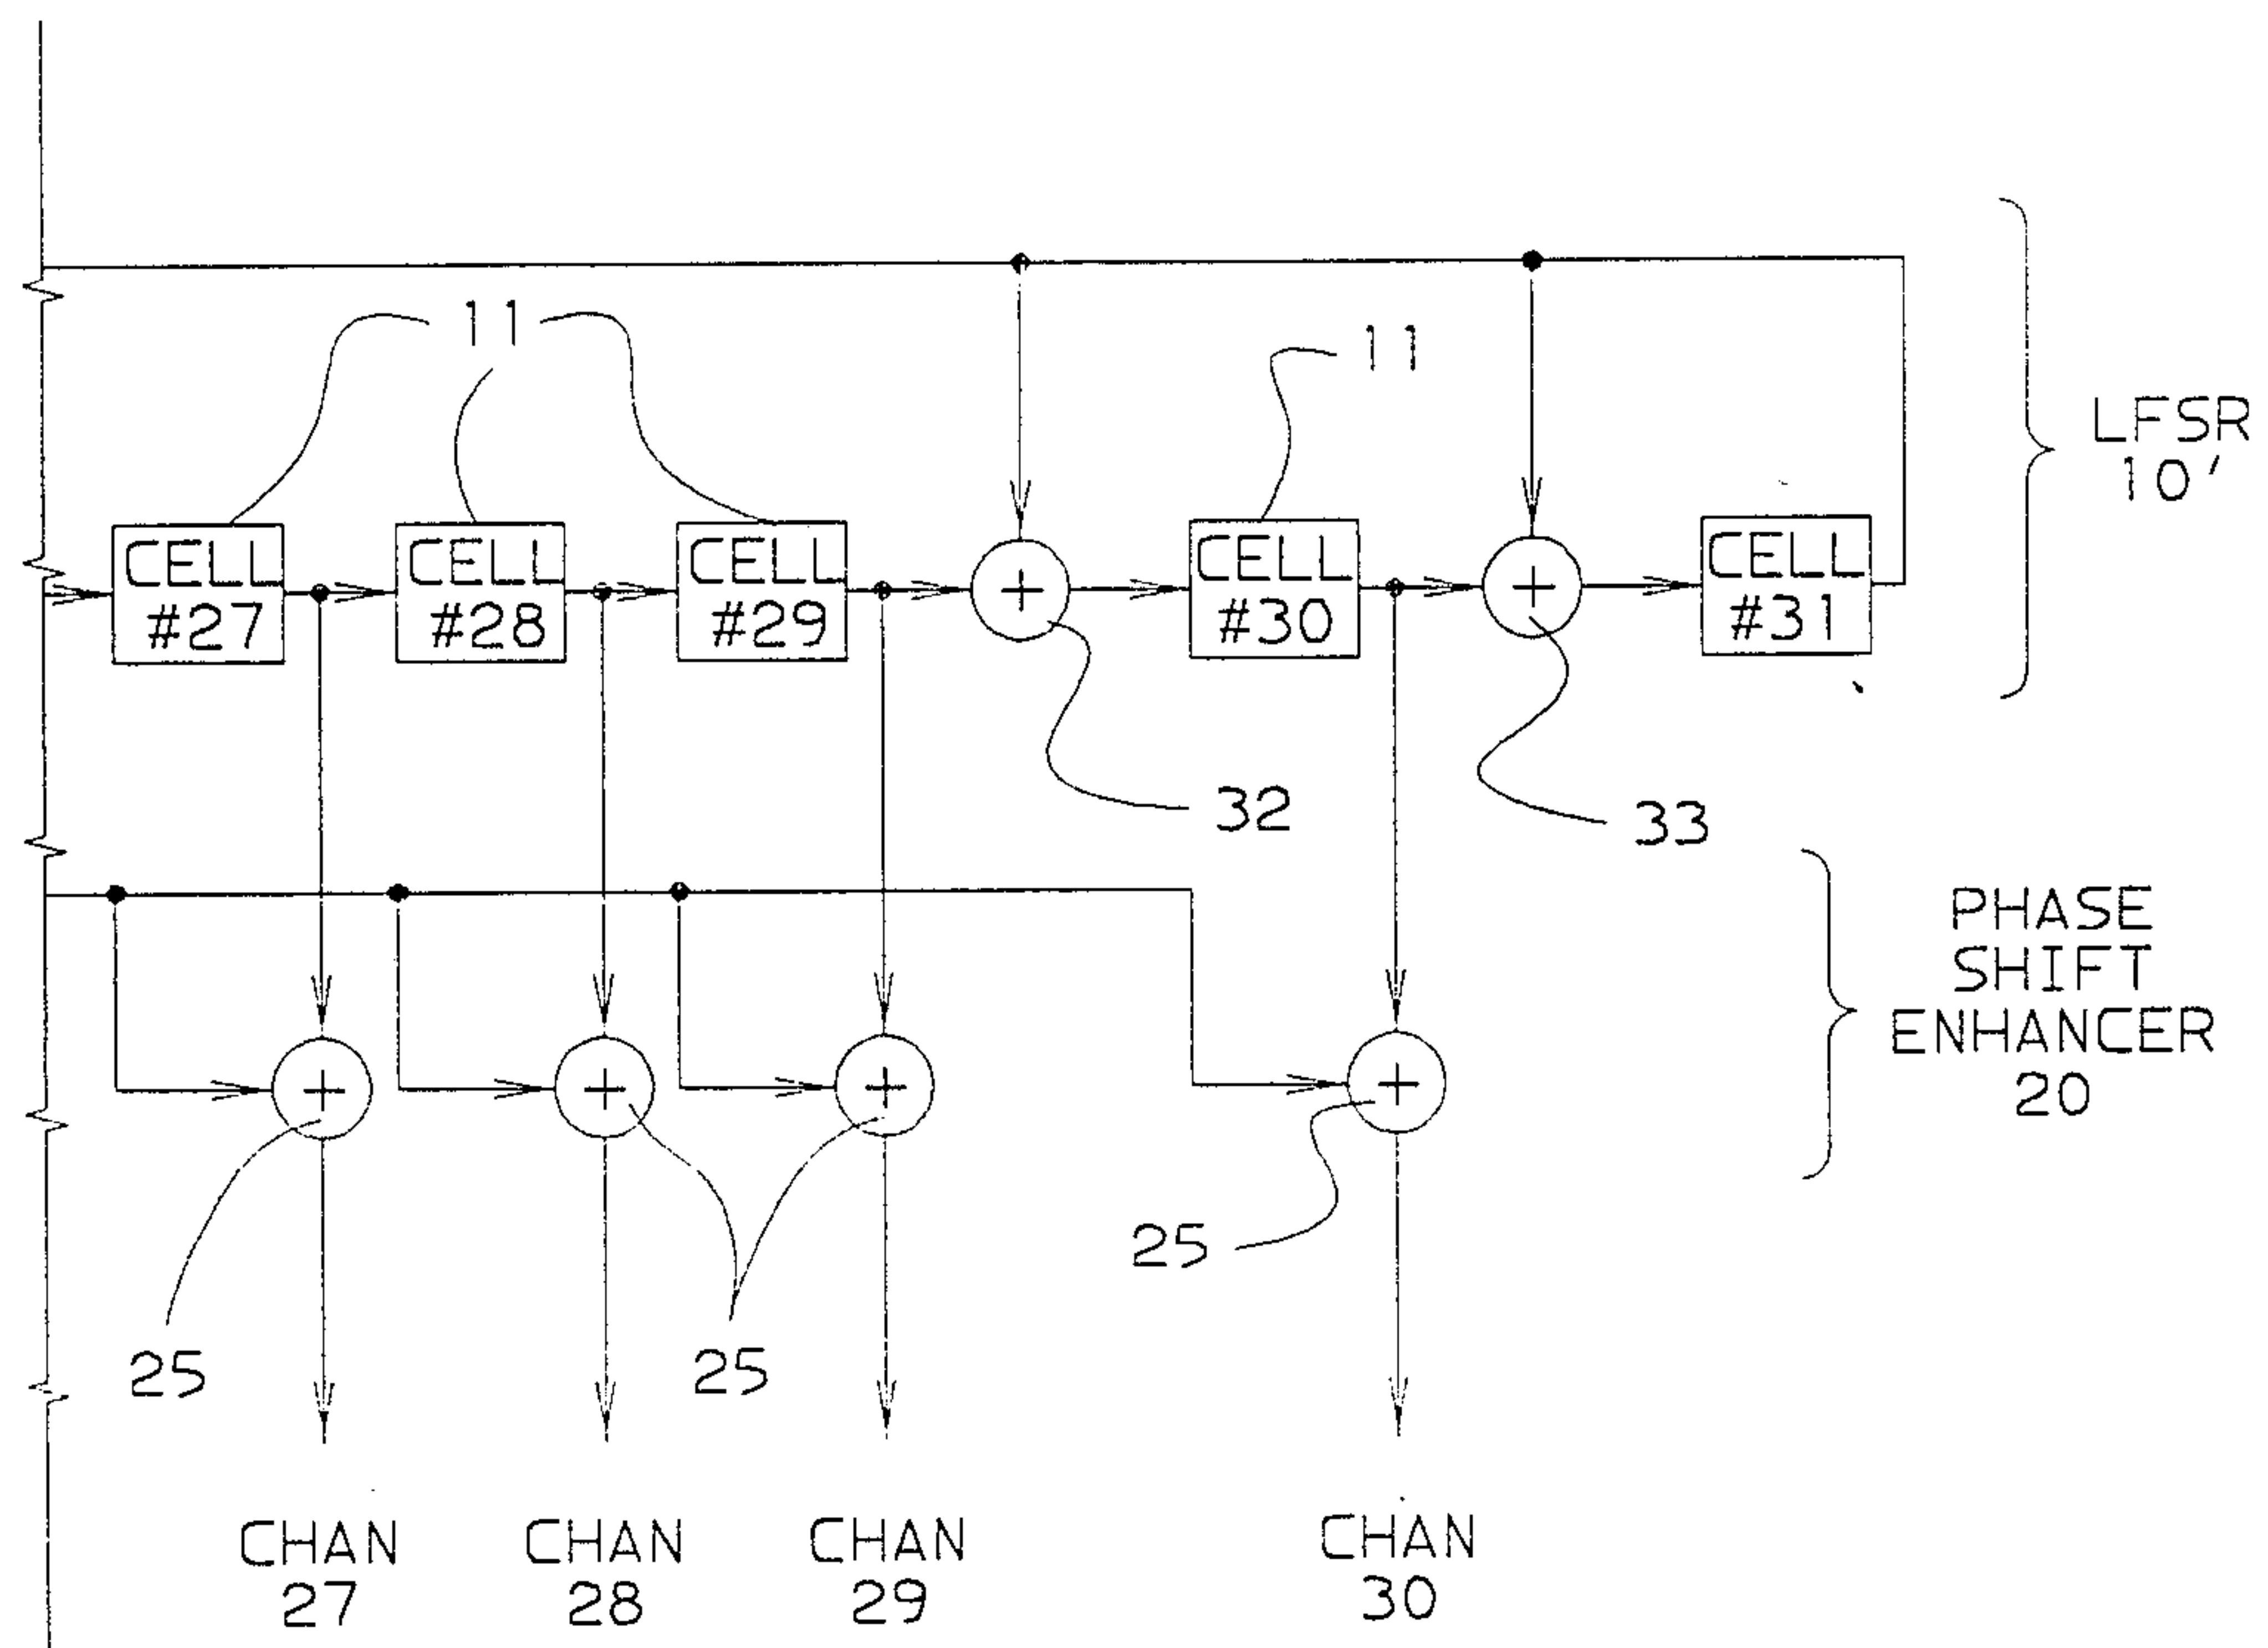 11
11
LFSR
10'
CELL
#27
CELL
#28
CELL
#29
+
CELL
#30
+
CELL
#31
32
33
PHASE
SHIFT
ENHANCER
20
+
+
+
+
25
25
25
CHAN
27
CHAN
28
CHAN
29
CHAN
30